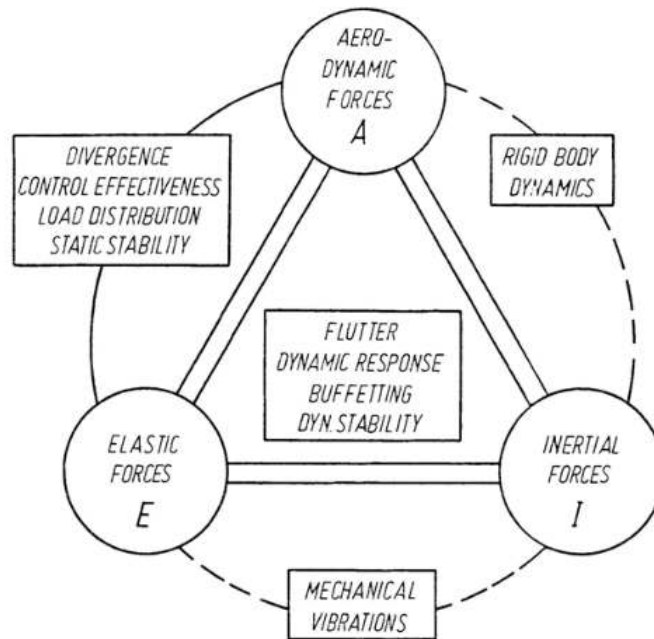 AERO-
DYNAMIC
FORCES
A
DIVERGENCE
CONTROL EFFECTIVENESS
LOAD DISTRIBUTION
STATIC STABILITY
RIGID BODY
DYNAMICS
FLUTTER
DYNAMIC RESPONSE
BUFFETTING
DYN. STABILITY
ELASTIC
FORCES
E
INERTIAL
FORCES
I
MECHANICAL
VIBRATIONS